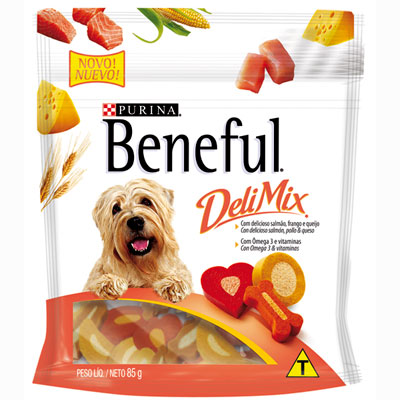 NOVO!
NUEVO!
PURINA
Beneful.
DeliMix.
Com delicioso salmão, frango e queijo
Con delicioso salmón, pollo & queso
Com Ômega 3 e vitaminas
Con Omega 3 & vitaminas
PESO LÍQ. / NETO 85 g
T